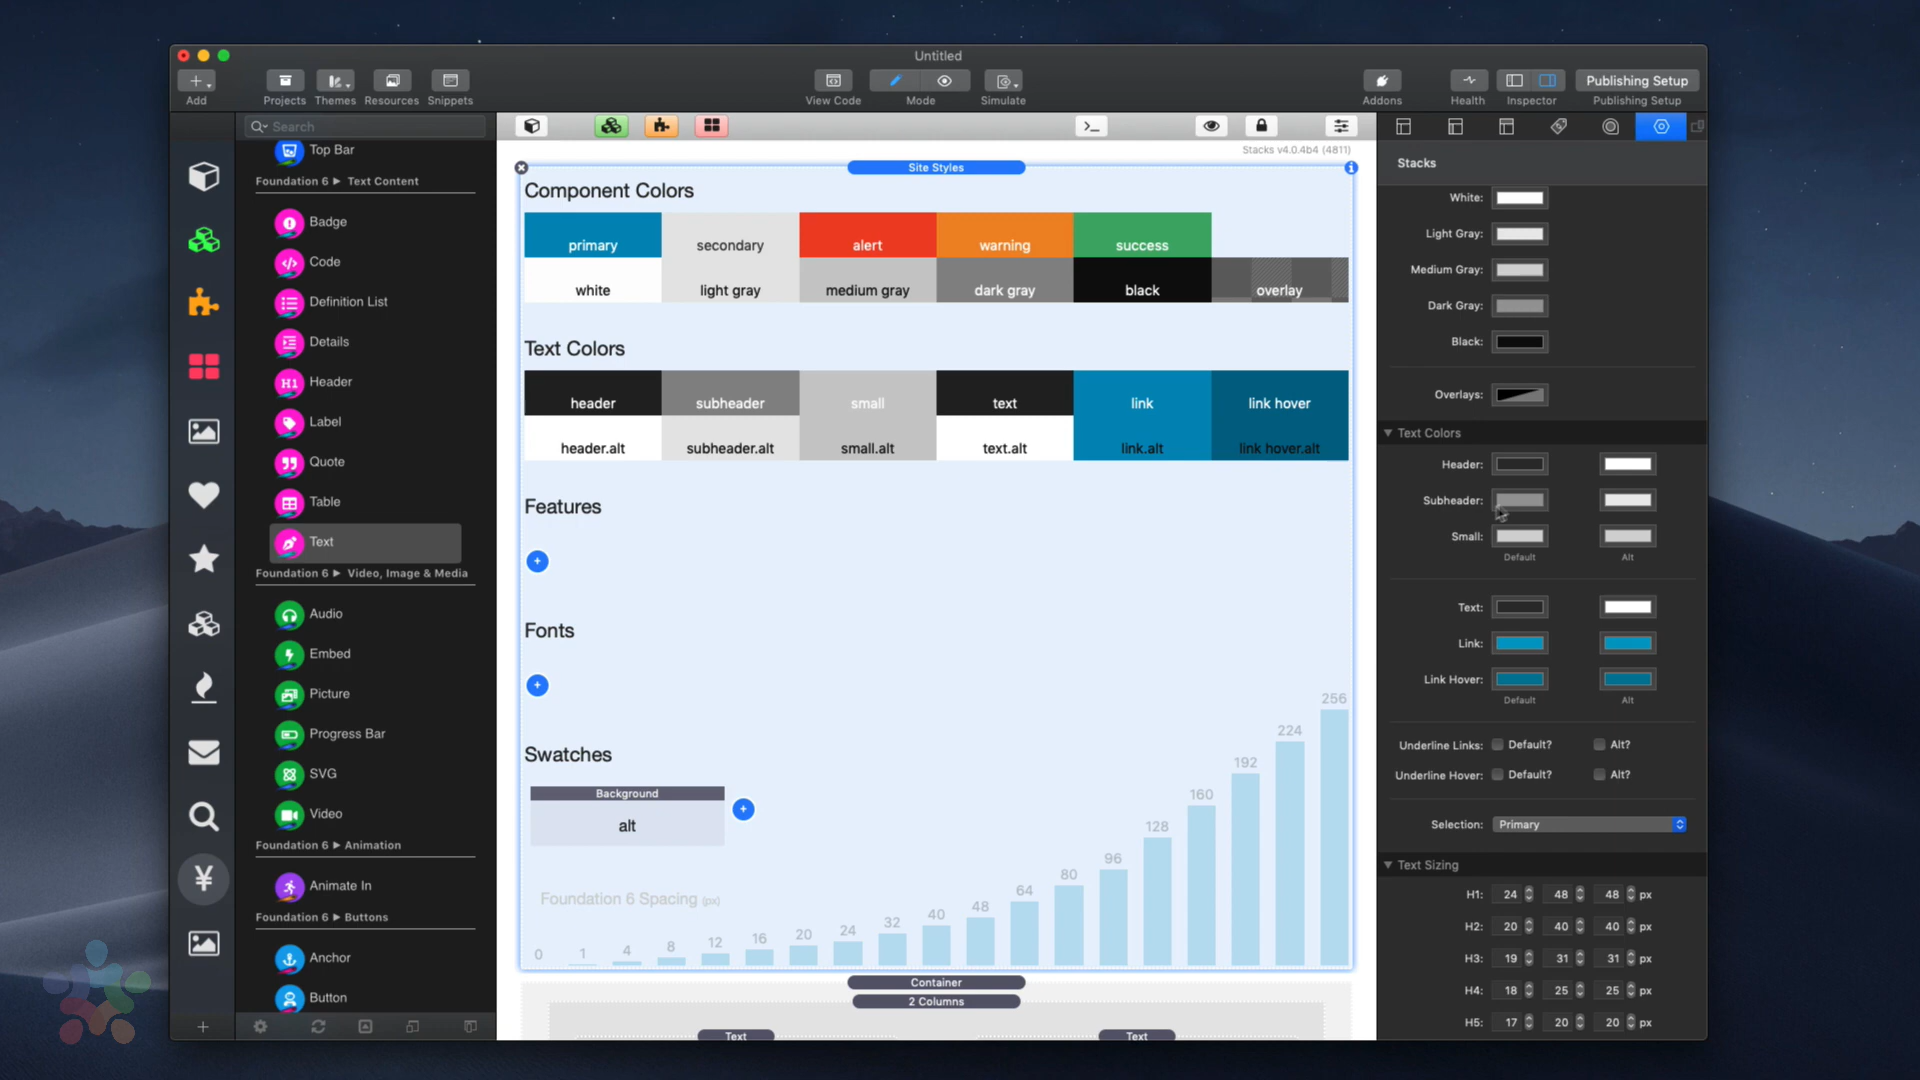 Untitled
Add
Projects
Themes
Resources
Snippets
View Code
Mode
Simulate
Addons
Health
Inspector
Publishing Setup
Publishing Setup
Search
Top Bar
Foundation 6 ▶ Text Content
Badge
Code
Definition List
Details
Header
Label
Quote
Table
Text
Foundation 6 ▶ Video, Image & Media
Audio
Embed
Picture
Progress Bar
SVG
Video
Foundation 6 ▶ Animation
Animate In
Foundation 6 ▶ Buttons
Anchor
Button
H1
¥
Stacks v4.0.4b4 (4811)
Site Styles
Component Colors
primary secondary alert warning success
white light gray medium gray dark gray black overlay
Text Colors
header subheader small text link link hover
header.alt subheader.alt small.alt text.alt link.alt link hover.alt
Features
Fonts
Swatches
Background
alt
Foundation 6 Spacing (px)
0 1 4 8 12 16 20 24 32 40 48 64 80 96 128 160 192 224 256
Container
2 Columns
Text Text
Stacks
White:
Light Gray:
Medium Gray:
Dark Gray:
Black:
Overlays:
Text Colors
Header:
Subheader:
Small:
Default Alt
Text:
Link:
Link Hover:
Default Alt
Underline Links: Default? Alt?
Underline Hover: Default? Alt?
Selection: Primary
Text Sizing
H1: 24 48 48 px
H2: 20 40 40 px
H3: 19 31 31 px
H4: 18 25 25 px
H5: 17 20 20 px